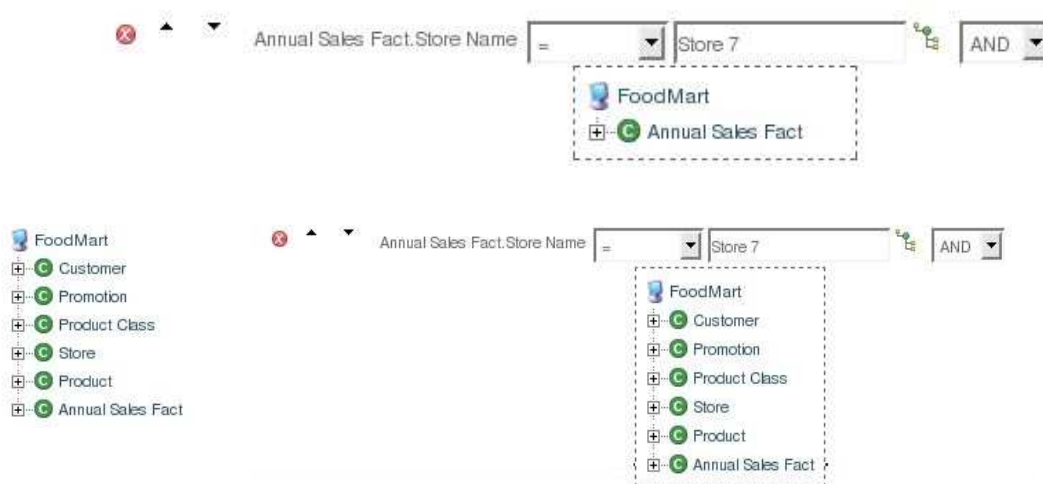 Annual Sales Fact.Store Name = Store 7 AND
FoodMart
C Annual Sales Fact
FoodMart
C Customer
C Promotion
C Product Class
C Store
C Product
C Annual Sales Fact
Annual Sales Fact.Store Name = Store 7 AND
FoodMart
C Customer
C Promotion
C Product Class
C Store
C Product
C Annual Sales Fact